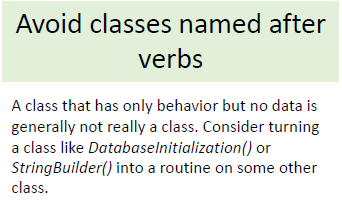 Avoid classes named after
verbs
A class that has only behavior but no data is
generally not really a class. Consider turning
a class like DatabaseInitialization() or
StringBuilder() into a routine on some other
class.